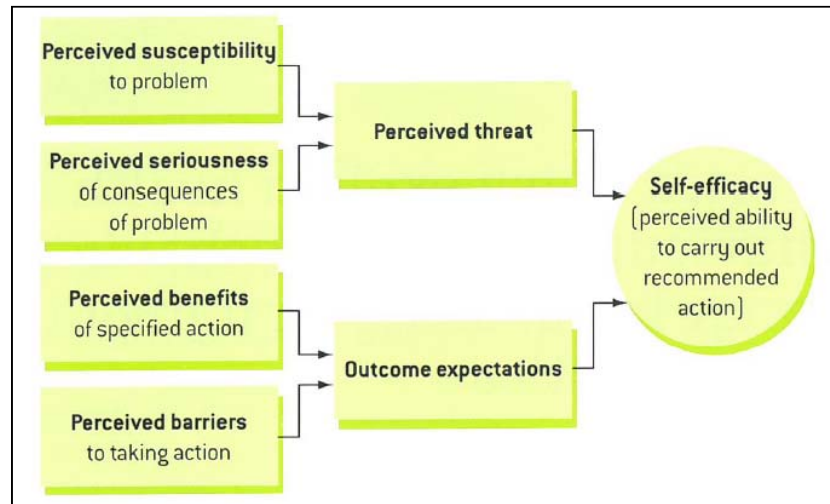 Perceived susceptibility
to problem
Perceived seriousness
of consequences
of problem
Perceived threat
Perceived benefits
of specified action
Perceived barriers
to taking action
Outcome expectations
Self-efficacy
(perceived ability
to carry out
recommended
action)